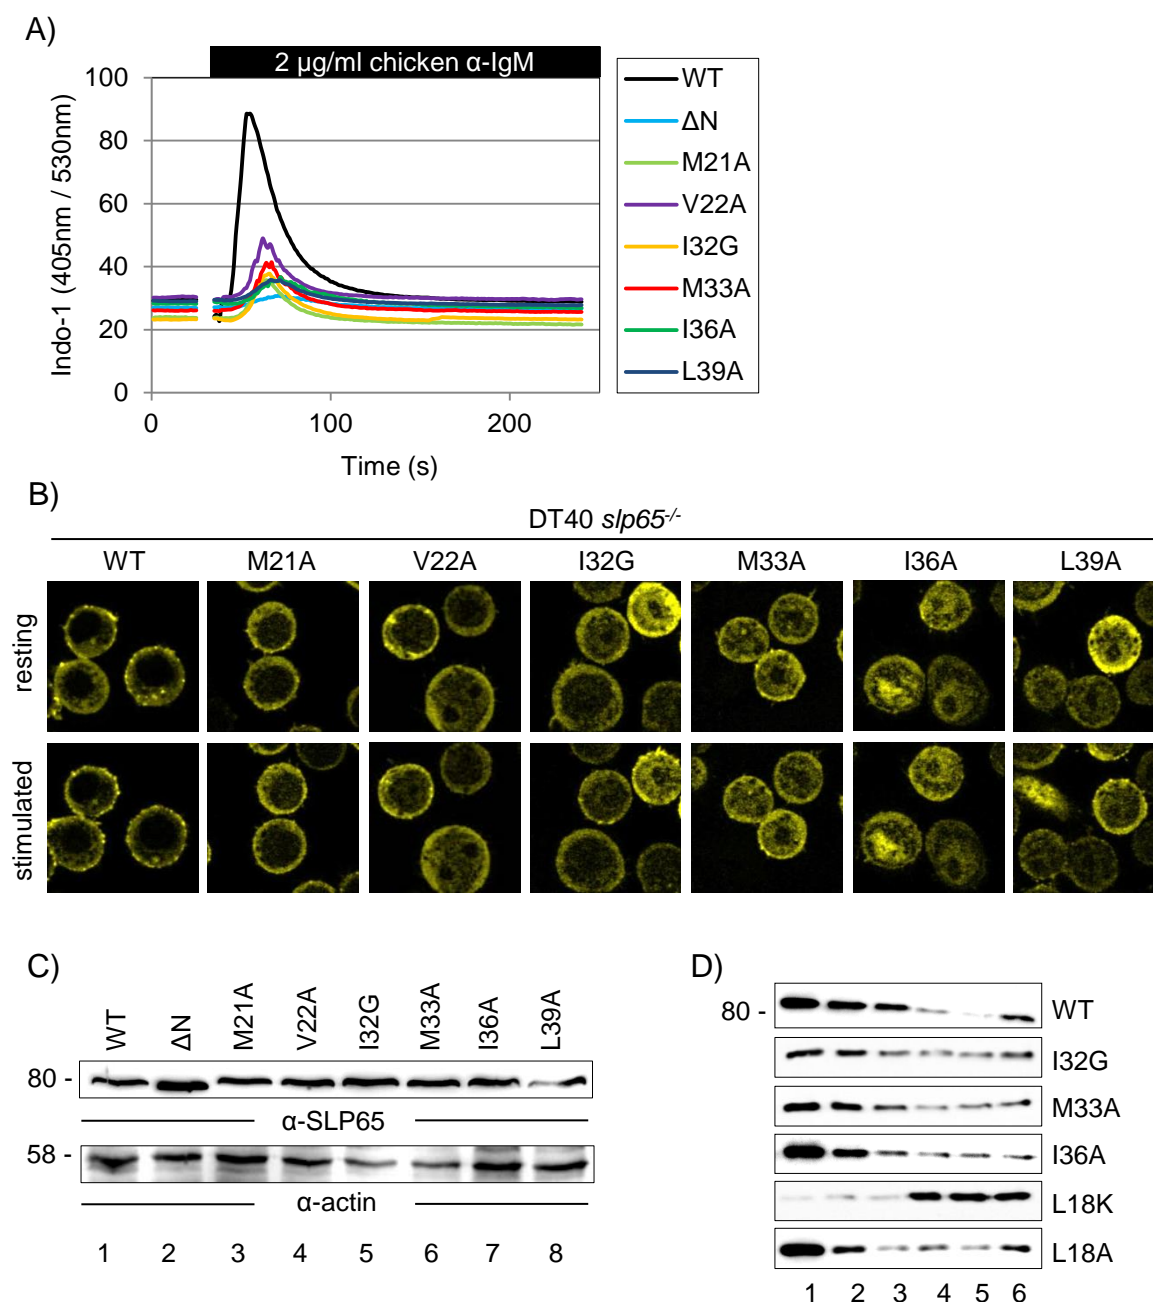 A)
2 µg/ml chicken α-IgM
Indo-1 (405nm / 530nm)
100
80
60
40
20
0
0 100 200
Time (s)
WT
ΔN
M21A
V22A
I32G
M33A
I36A
L39A
B)
DT40 slp65-/-
WT M21A V22A I32G M33A I36A L39A
resting
stimulated
C)
WT ΔN M21A V22A I32G M33A I36A L39A
80 -
α-SLP65
58 -
α-actin
1 2 3 4 5 6 7 8
D)
80 - WT
I32G
M33A
I36A
L18K
L18A
1 2 3 4 5 6